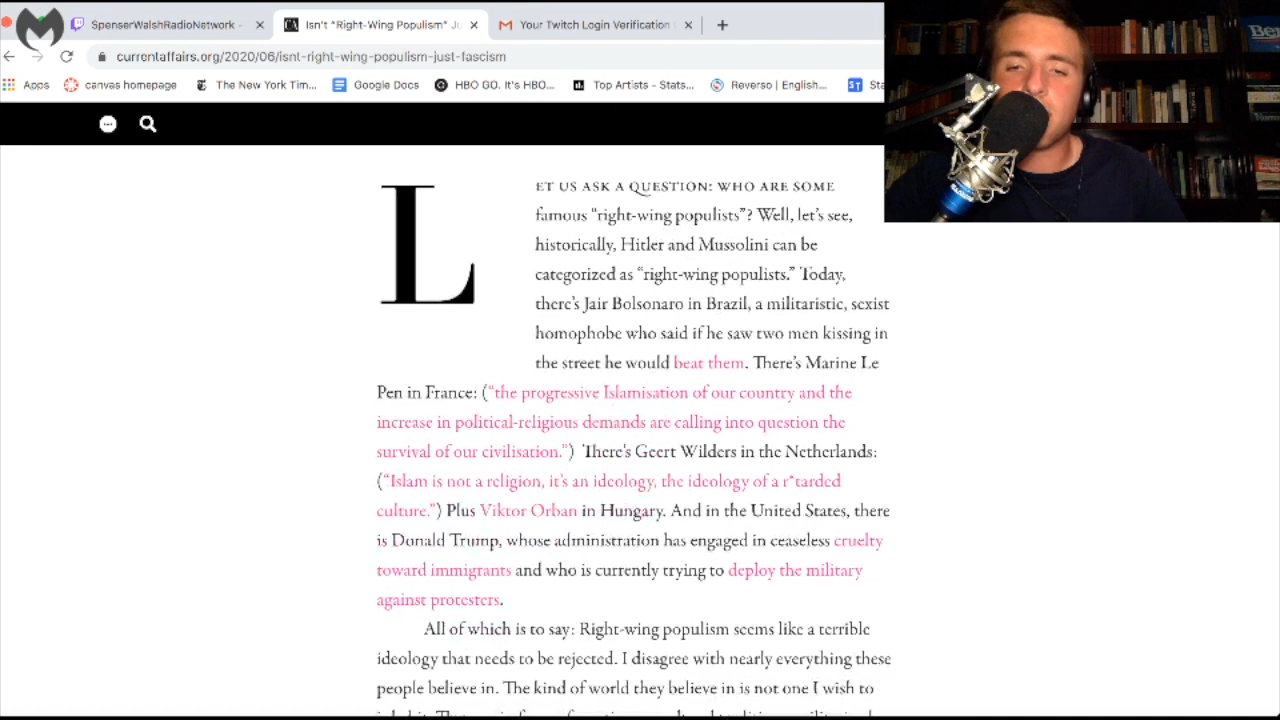 SpenserWalshRadioNetwork -
Isn't "Right-Wing Populism" Ju
Your Twitch Login Verification
currentaffairs.org/2020/06/isnt-right-wing-populism-just-fascism
Apps
canvas homepage
The New York Tim...
Google Docs
HBO GO. It's HBO...
Top Artists - Stats...
Reverso | English...
ST
Sta
LET US ASK A QUESTION: WHO ARE SOME
famous “right-wing populists”? Well, let’s see,
historically, Hitler and Mussolini can be
categorized as “right-wing populists.” Today,
there’s Jair Bolsonaro in Brazil, a militaristic, sexist
homophobe who said if he saw two men kissing in
the street he would beat them. There’s Marine Le
Pen in France: (“the progressive Islamisation of our country and the
increase in political-religious demands are calling into question the
survival of our civilisation.”) There’s Geert Wilders in the Netherlands:
(“Islam is not a religion, it’s an ideology, the ideology of a r*tarded
culture.”) Plus Viktor Orban in Hungary. And in the United States, there
is Donald Trump, whose administration has engaged in ceaseless cruelty
toward immigrants and who is currently trying to deploy the military
against protesters.
All of which is to say: Right-wing populism seems like a terrible
ideology that needs to be rejected. I disagree with nearly everything these
people believe in. The kind of world they believe in is not one I wish to